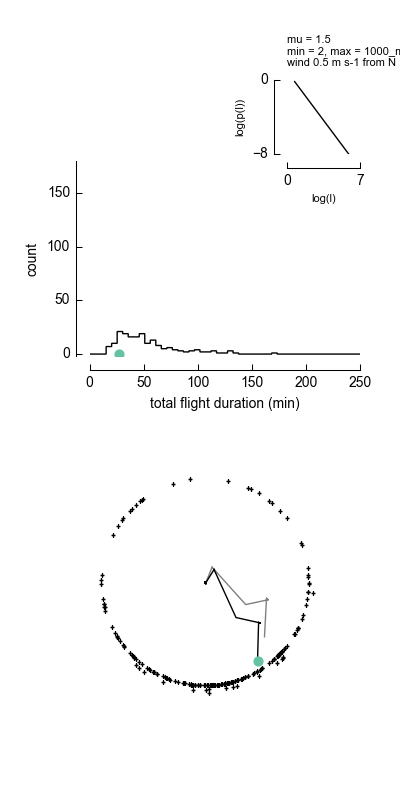 mu = 1.5
min = 2, max = 1000_m
wind 0.5 m s-1 from N
0
log(p(l))
−8
0 7
log(l)
150
100
50
0
count
0 50 100 150 200 250
total flight duration (min)